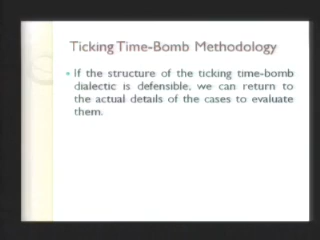 Ticking Time-Bomb Methodology
If the structure of the ticking time-bomb
dialectic is defensible, we can return to
the actual details of the cases to evaluate
them.